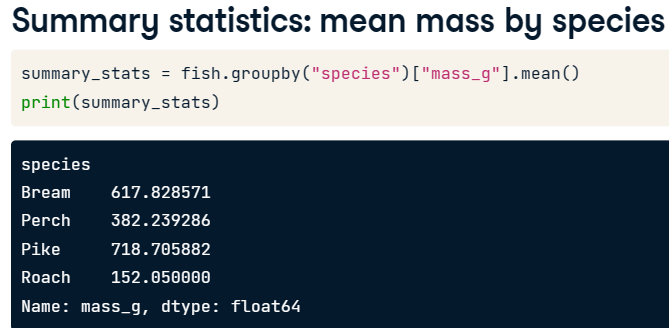 Summary statistics: mean mass by species
summary_stats = fish.groupby("species")["mass_g"].mean()
print(summary_stats)
species
Bream    617.828571
Perch    382.239286
Pike     718.705882
Roach    152.050000
Name: mass_g, dtype: float64